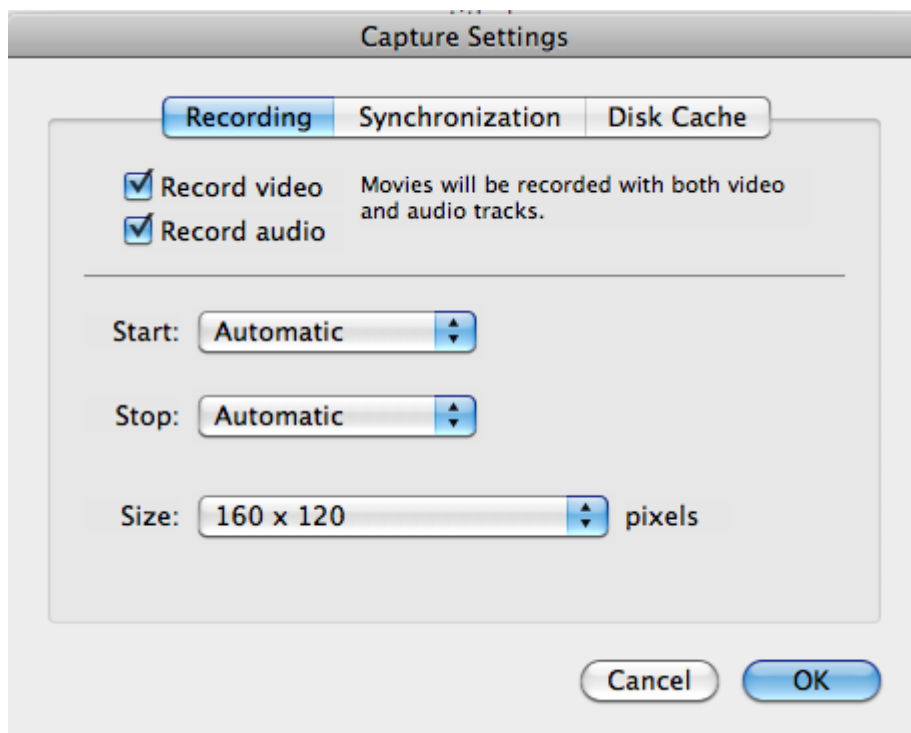 Capture Settings
Recording Synchronization Disk Cache
Record video
Record audio
Movies will be recorded with both video
and audio tracks.
Start: Automatic
Stop: Automatic
Size: 160 x 120 pixels
Cancel OK